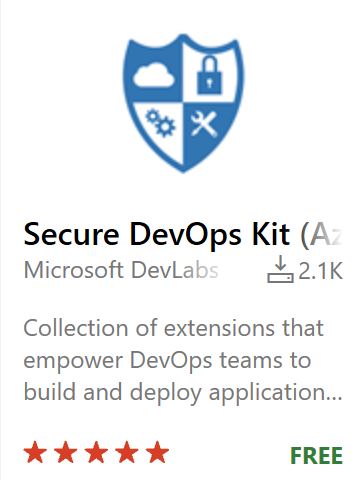 Secure DevOps Kit (Az
Microsoft DevLabs 2.1K
Collection of extensions that
empower DevOps teams to
build and deploy application...
FREE